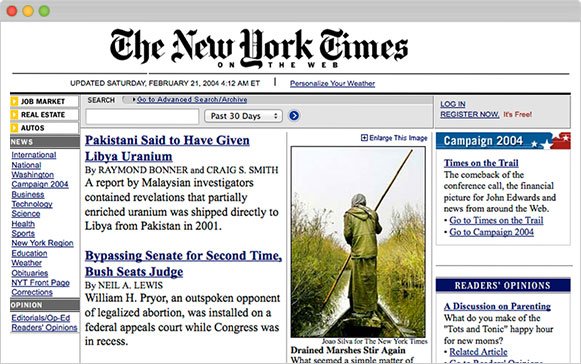 The New York Times
ON THE WEB
UPDATED SATURDAY, FEBRUARY 21, 2004 4:12 AM ET | Personalize Your Weather
JOB MARKET
REAL ESTATE
AUTOS
NEWS
International
National
Washington
Campaign 2004
Business
Technology
Science
Health
Sports
New York Region
Education
Weather
Obituaries
NYT Front Page
Corrections
OPINION
Editorials/Op-Ed
Readers' Opinions
SEARCH Go to Advanced Search/Archive
Past 30 Days
LOG IN
REGISTER NOW. It's Free!
Pakistani Said to Have Given
Libya Uranium
By RAYMOND BONNER and CRAIG S. SMITH
A report by Malaysian investigators
contained revelations that partially
enriched uranium was shipped directly to
Libya from Pakistan in 2001.
Bypassing Senate for Second Time,
Bush Seats Judge
By NEIL A. LEWIS
William H. Pryor, an outspoken opponent
of legalized abortion, was installed on a
federal appeals court while Congress was
in recess.
Enlarge This Image
Joao Silva for The New York Times
Drained Marshes Stir Again
What seemed a simple matter of
Campaign 2004
Times on the Trail
The comeback of the
conference call, the financial
picture for John Edwards and
news from around the Web.
• Go to Times on the Trail
• Go to Campaign 2004
READERS' OPINIONS
A Discussion on Parenting
What do you make of the
"Tots and Tonic" happy hour
for new moms?
• Related Article
• Go to Readers' Opinions